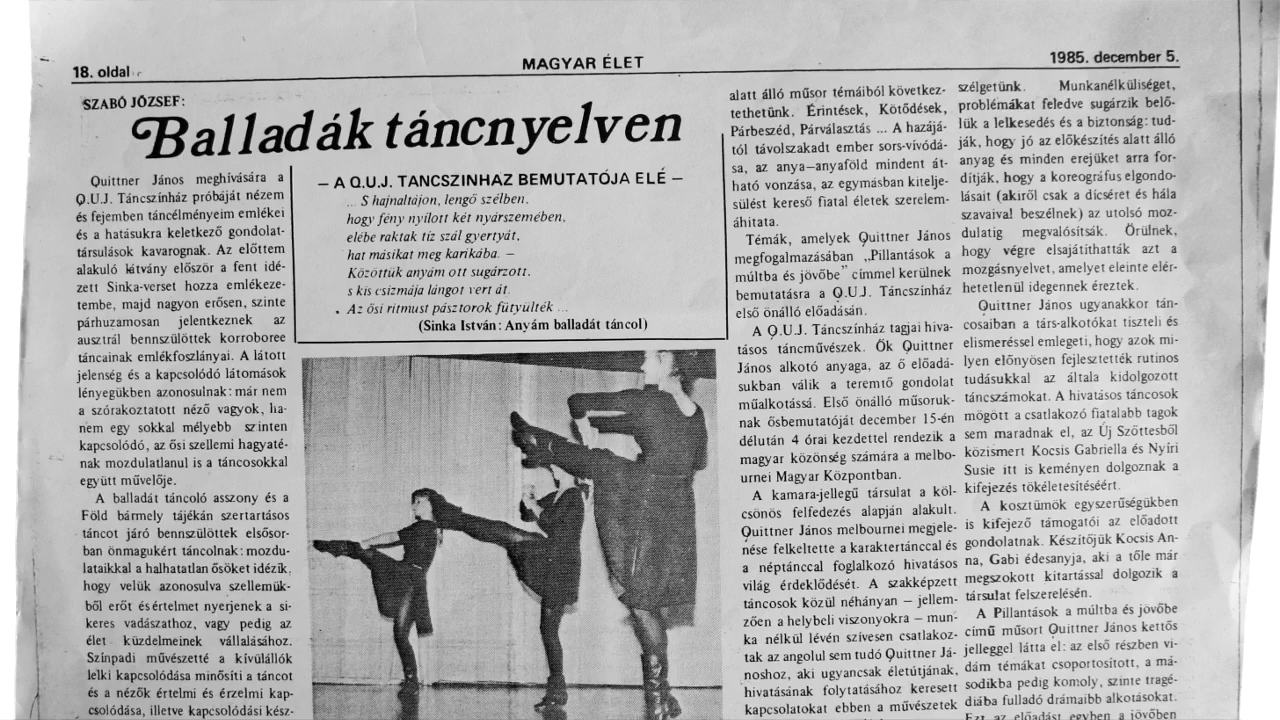 18. oldal
MAGYAR ÉLET
1985. december 5.
SZABÓ JÓZSEF:
Balladák táncnyelven
Quittner János meghívására a
Q.U.J. Táncszínház próbáját nézem
és fejemben táncélményeim emlékei
és a hatásukra keletkező gondolat-
társulások kavarognak. Az előttem
alakuló látvány először a fent idé-
zett Sinka-verset hozza emlékeze-
tembe, majd nagyon erősen, szinte
párhuzamosan jelentkeznek az
ausztrál bennszülöttek korroboree
táncainak emlékfoszlányai. A látott
jelenség és a kapcsolódó látomások
lényegükben azonosulnak: már nem
a szórakoztatott néző vagyok, ha-
nem egy sokkal mélyebb szinten
kapcsolódó, az ősi szellemi hagyaté-
nak mozdulatlanul is a táncosokkal
együtt művelője.
A balladát táncoló asszony és a
Föld bármely tájékán szertartásos
táncot járó bennszülöttek elsősor-
ban önmagukért táncolnak: mozdu-
lataikkal a halhatatlan ősöket idézik,
hogy velük azonosulva szellemük-
ből erőt és értelmet nyerjenek a si-
keres vadászathoz, vagy pedig az
élet küzdelmeinek vállalásához.
Színpadi művészetté a kívülállók
lelki kapcsolódása minősíti a táncot
és a nézők értelmi és érzelmi kap-
csolódása, illetve kapcsolódási kész-
— A Q.U.J. TANCSZINHAZ BEMUTATÓJA ELÉ —
... S hajnaltájon, lengő szélben,
hogy fény nyílott két nyárszemében,
elébe raktak tíz szál gyertyát,
hat másikat meg karikába. —
Közöttük anyám ott sugárzott,
s kis csizmája lángot vert át.
Az ősi ritmust pásztorok fütyülték ...
(Sinka István: Anyám balladát táncol)
alatt álló műsor témáiból következ-
tethetünk. Érintések, Kötődések,
Párbeszéd, Párválasztás ... A hazájá-
tól távolszakadt ember sors-vívódá-
sa, az anya—anyaföld mindent át-
ható vonzása, az egymásban kitelje-
sülést kereső fiatal életek szerelem-
áhitata.
Témák, amelyek Quittner János
megfogalmazásában „Pillantások a
múltba és jövőbe" címmel kerülnek
bemutatásra a Q.U.J. Táncszínház
első önálló előadásán.
A Q.U.J. Táncszínház tagjai hiva-
tásos táncművészek. Ők Quittner
János alkotó anyaga, az ő előadá-
sukban válik a teremtő gondolat
műalkotássá. Első önálló műsoruk-
nak ősbemutatóját december 15-én
délután 4 órai kezdettel rendezik a
magyar közönség számára a melbo-
urnei Magyar Központban.
A kamara-jellegű társulat a köl-
csönös felfedezés alapján alakult.
Quittner János melbournei megjele-
nése felkeltette a karaktertánccal és
a néptánccal foglalkozó hivatásos
világ érdeklődését. A szakképzett
táncosok közül néhányan — jellem-
zően a helybeli viszonyokra — mun-
ka nélkül lévén szívesen csatlakoz-
tak az angolul sem tudó Quittner Já-
noshoz, aki ugyancsak életútjának,
hivatásának folytatásához keresett
kapcsolatokat ebben a művészetek
szélgetünk. Munkanélküliséget,
problémákat feledve sugárzik belő-
lük a lelkesedés és a biztonság: tud-
ják, hogy jó az előkészítés alatt álló
anyag és minden erejüket arra for-
dítják, hogy a koreográfus elgondo-
lásait (akiről csak a dícséret és hála
szavaival beszélnek) az utolsó moz-
dulatig megvalósítsák. Örülnek,
hogy végre elsajátíthatták azt a
mozgásnyelvet, amelyet eleinte elér-
hetetlenül idegennek éreztek.
Quittner János ugyanakkor tán-
cosaiban a társ-alkotókat tiszteli és
elismeréssel emlegeti, hogy azok mi-
lyen előnyösen fejlesztették rutinos
tudásukkal az általa kidolgozott
táncszámokat. A hivatásos táncosok
mögött a csatlakozó fiatalabb tagok
sem maradnak el, az Új Szőttesből
közismert Kocsis Gabriella és Nyíri
Susie itt is keményen dolgoznak a
kifejezés tökéletesítéséért.
A kosztümök egyszerűségükben
is kifejező támogatói az előadott
gondolatnak. Készítőjük Kocsis An-
na, Gabi édesanyja, aki a tőle már
megszokott kitartással dolgozik a
társulat felszerelésén.
A Pillantások a múltba és jövőbe
című műsort Quittner János kettős
jelleggel látta el: az első részben vi-
dám témákat csoportosított, a má-
sodikba pedig komoly, szinte tragé-
diába fulladó drámaibb alkotásokat.
Ezt az előadást egyben a jövőben